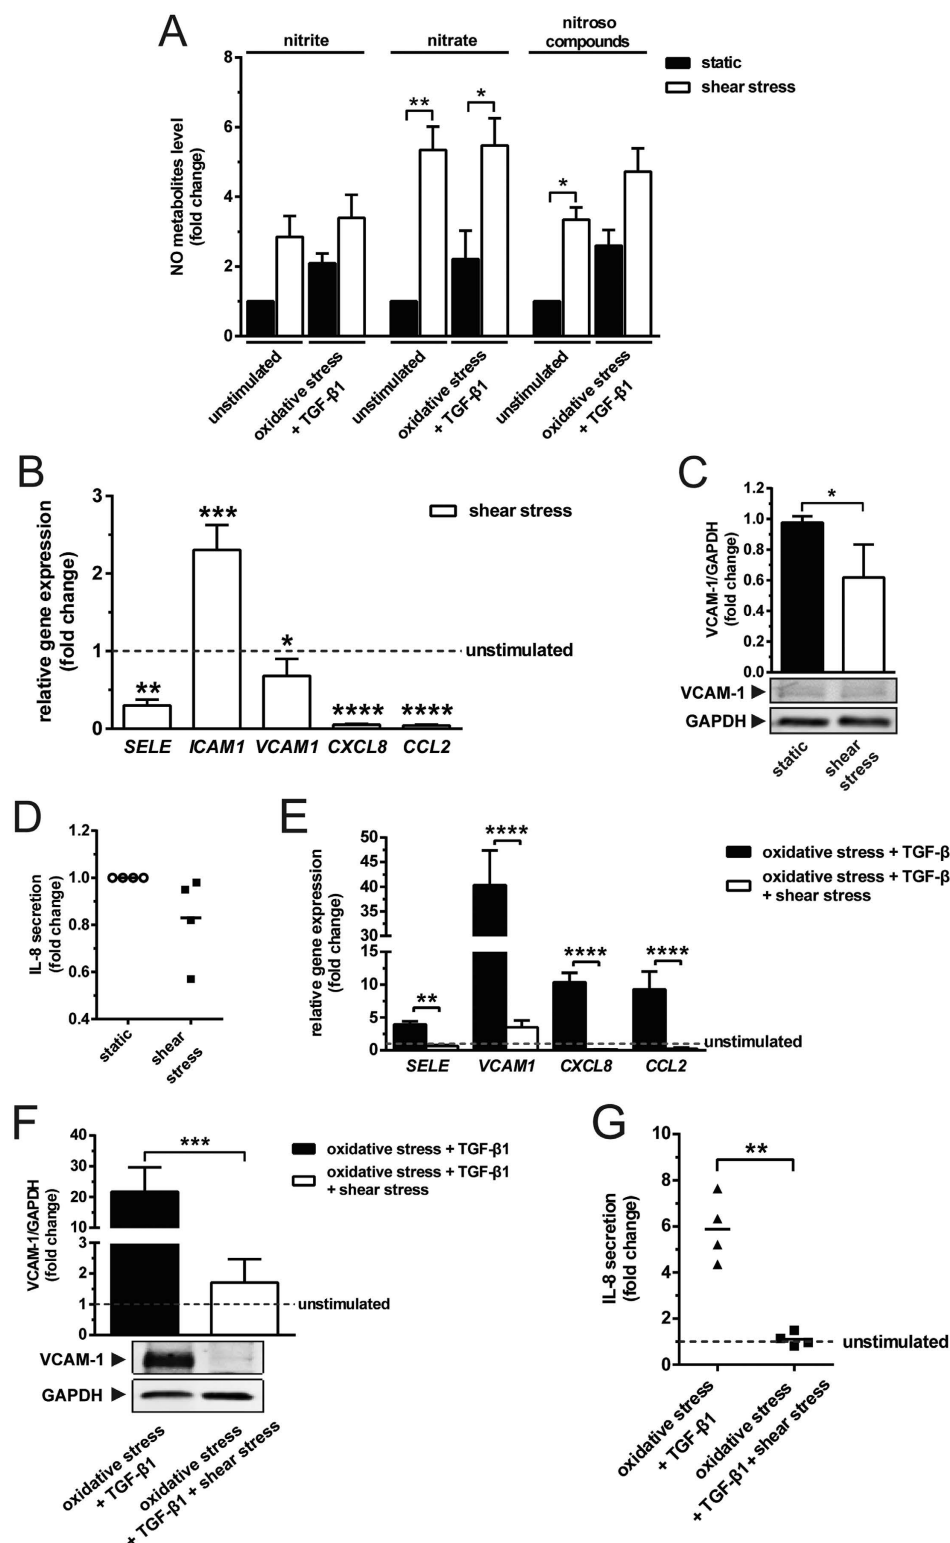 A
nitrite
nitrate
nitroso
compounds
static
shear stress
NO metabolites level
(fold change)
8
6
4
2
0
**
*
*
unstimulated
oxidative stress
+ TGF-β1
unstimulated
oxidative stress
+ TGF-β1
unstimulated
oxidative stress
+ TGF-β1
B
relative gene expression
(fold change)
3
2
1
0
shear stress
unstimulated
**
***
*
****
****
SELE
ICAM1
VCAM1
CXCL8
CCL2
C
VCAM-1/GAPDH
(fold change)
1.2
1.0
0.8
0.6
0.4
0.2
0.0
*
VCAM-1
GAPDH
static
shear
stress
D
IL-8 secretion
(fold change)
1.2
1.0
0.8
0.6
0.4
static
shear
stress
E
relative gene expression
(fold change)
50
45
40
35
30
15
10
5
1
0
**
****
****
****
oxidative stress + TGF-β
oxidative stress + TGF-β
+ shear stress
unstimulated
SELE
VCAM1
CXCL8
CCL2
F
VCAM-1/GAPDH
(fold change)
40
30
20
10
3
2
1
0
***
oxidative stress + TGF-β1
oxidative stress + TGF-β1
+ shear stress
unstimulated
VCAM-1
GAPDH
oxidative stress
+ TGF-β1
oxidative stress
+ TGF-β1 + shear stress
G
IL-8 secretion
(fold change)
10
8
6
4
2
0
**
unstimulated
oxidative stress
+ TGF-β1
oxidative stress
+ TGF-β1 + shear stress